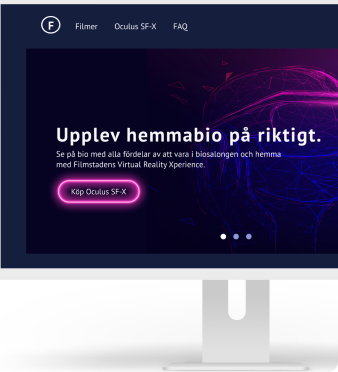 F
Filmer Oculus SF-X FAQ
Upplev hemmabio på riktigt.
Se på bio med alla fördelar av att vara i biosalongen och hemma
med Filmstadens Virtual Reality Xperience.
Köp Oculus SF-X